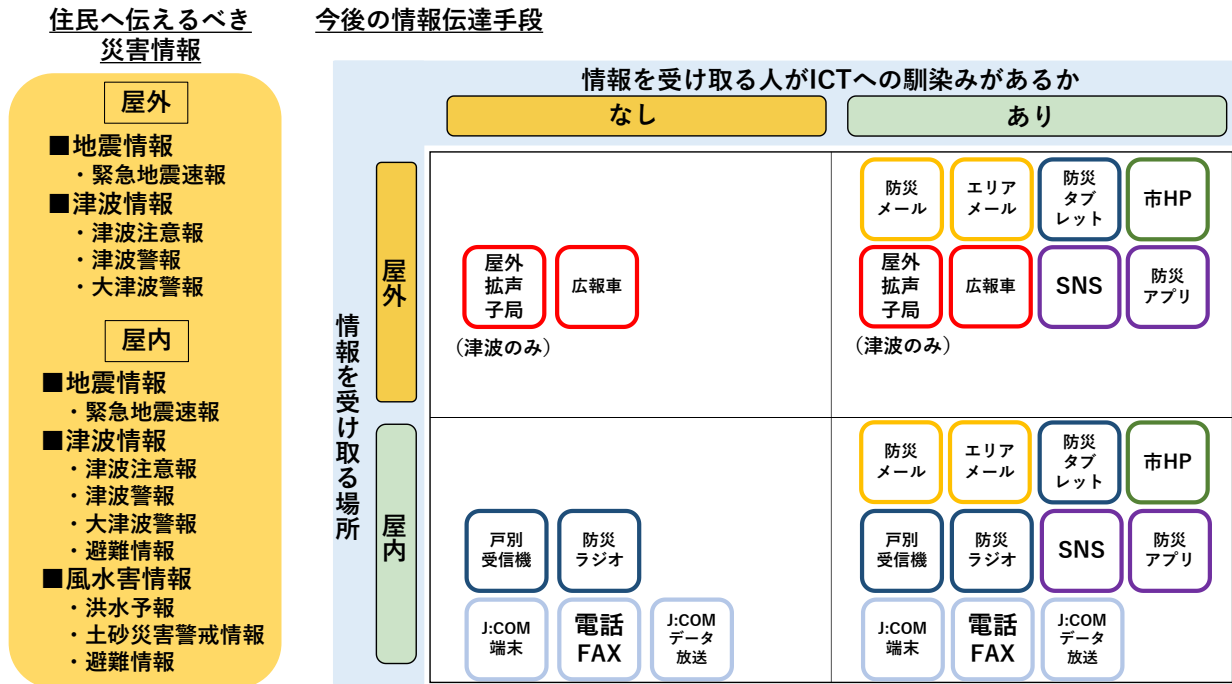 住民へ伝えるべき
災害情報
屋外
■地震情報
・緊急地震速報
■津波情報
・津波注意報
・津波警報
・大津波警報
屋内
■地震情報
・緊急地震速報
■津波情報
・津波注意報
・津波警報
・大津波警報
・避難情報
■風水害情報
・洪水予報
・土砂災害警戒情報
・避難情報
今後の情報伝達手段
情報を受け取る人がICTへの馴染みがあるか
なし
あり
情報を受け取る場所
屋外
屋外
拡声
子局
広報車
（津波のみ）
防災
メール
エリア
メール
防災
タブ
レット
市HP
屋外
拡声
子局
広報車
SNS
防災
アプリ
（津波のみ）
屋内
戸別
受信機
防災
ラジオ
J:COM
端末
電話
FAX
J:COM
データ
放送
防災
メール
エリア
メール
防災
タブ
レット
市HP
戸別
受信機
防災
ラジオ
SNS
防災
アプリ
J:COM
端末
電話
FAX
J:COM
データ
放送